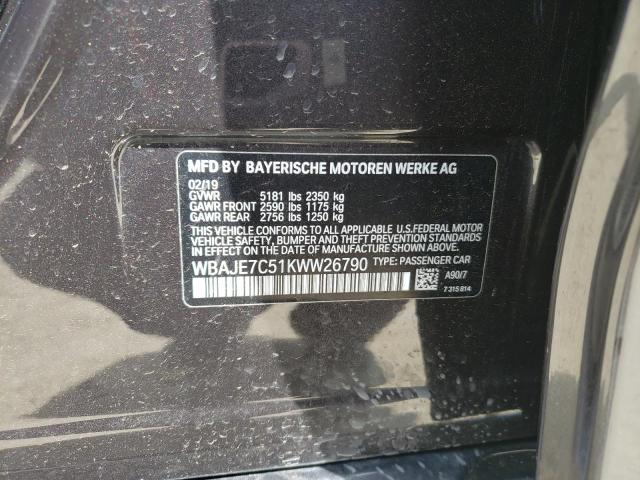 MFD BY BAYERISCHE MOTOREN WERKE AG
02/19
GVWR 5181 lbs 2350 kg
GAWR FRONT 2590 lbs 1175 kg
GAWR REAR 2756 lbs 1250 kg
THIS VEHICLE CONFORMS TO ALL APPLICABLE U.S.FEDERAL MOTOR
VEHICLE SAFETY, BUMPER AND THEFT PREVENTION STANDARDS
IN EFFECT ON THE DATE OF MANUFACTURE SHOWN ABOVE.
WBAJE7C51KWW26790 TYPE: PASSENGER CAR
A90/7
7 315 814